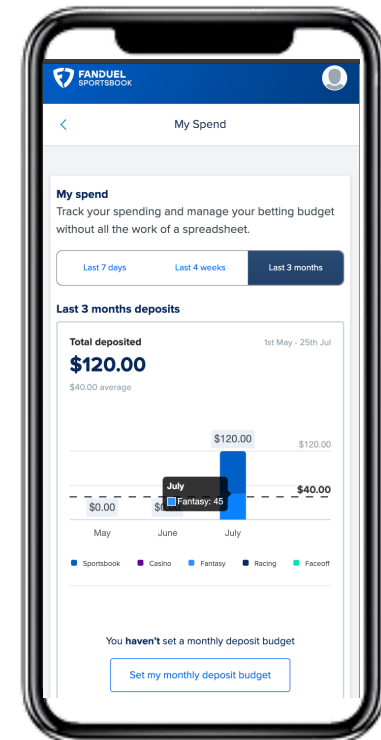 FANDUEL
SPORTSBOOK
My Spend
My spend
Track your spending and manage your betting budget
without all the work of a spreadsheet.
Last 7 days Last 4 weeks Last 3 months
Last 3 months deposits
Total deposited 1st May - 25th Jul
$120.00
$40.00 average
$120.00
$120.00
July
Fantasy: 45
$40.00
$0.00
May June July
Sportsbook Casino Fantasy Racing Faceoff
You haven't set a monthly deposit budget
Set my monthly deposit budget